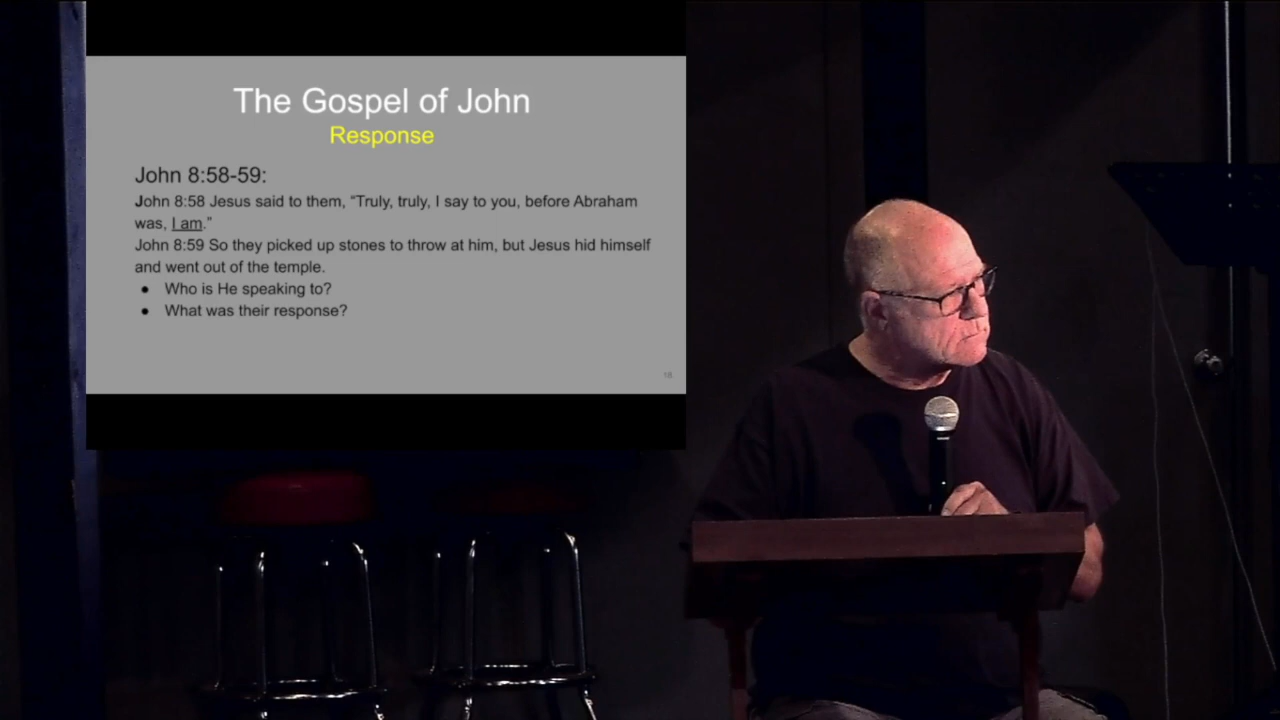 The Gospel of John
Response
John 8:58-59:
John 8:58 Jesus said to them, “Truly, truly, I say to you, before Abraham
was, I am.”
John 8:59 So they picked up stones to throw at him, but Jesus hid himself
and went out of the temple.
● Who is He speaking to?
● What was their response?
18